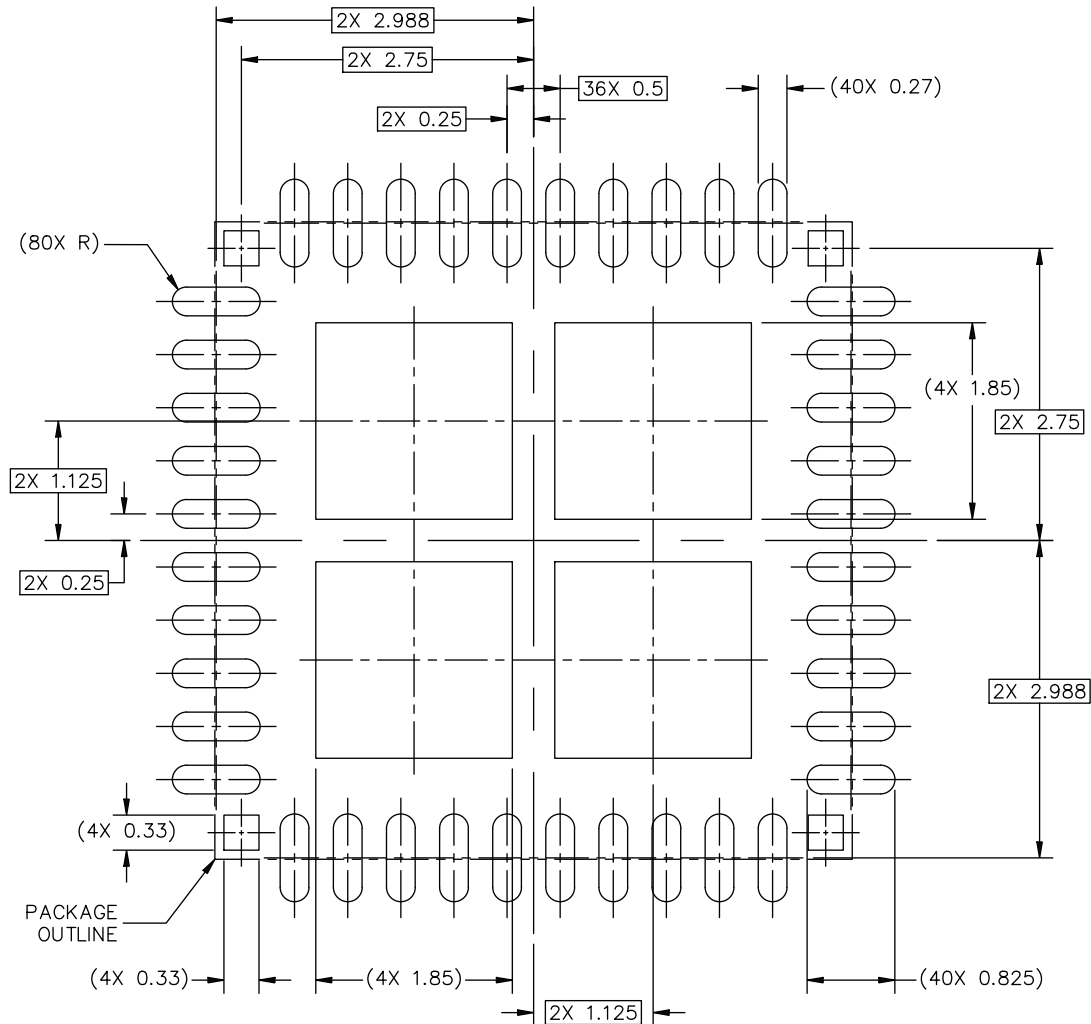 2X 2.988
2X 2.75
36X 0.5
(40X 0.27)
2X 0.25
(80X R)
(4X 1.85)
2X 2.75
2X 1.125
2X 0.25
2X 2.988
(4X 0.33)
PACKAGE
OUTLINE
(4X 0.33)
(4X 1.85)
(40X 0.825)
2X 1.125